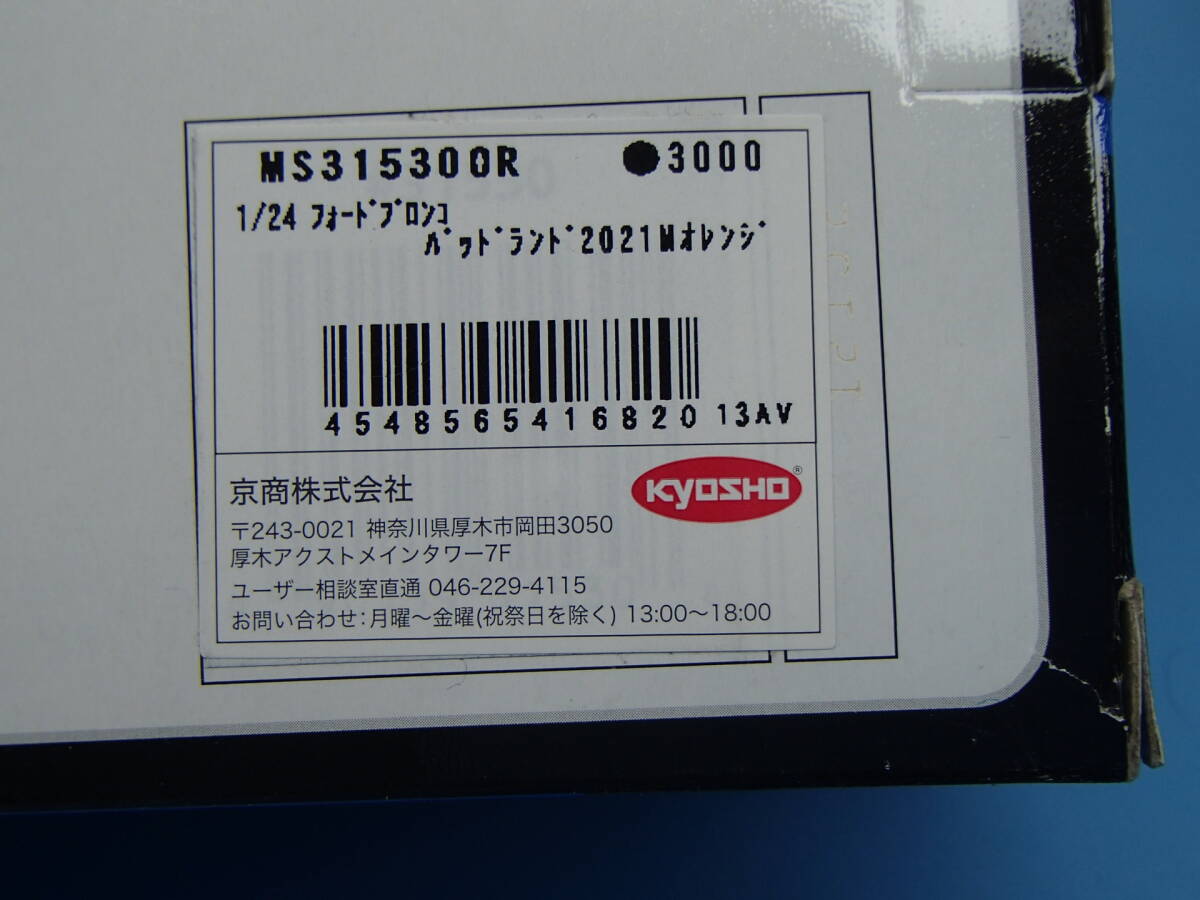 MS315300R ●3000
1/24 フォードブロンコ
バッドランド2021Mオレンジ
4548565416820 13AV
京商株式会社
KYOSHO®
〒243-0021 神奈川県厚木市岡田3050
厚木アクストメインタワー7F
ユーザー相談室直通 046-229-4115
お問い合わせ：月曜～金曜(祝祭日を除く) 13:00～18:00